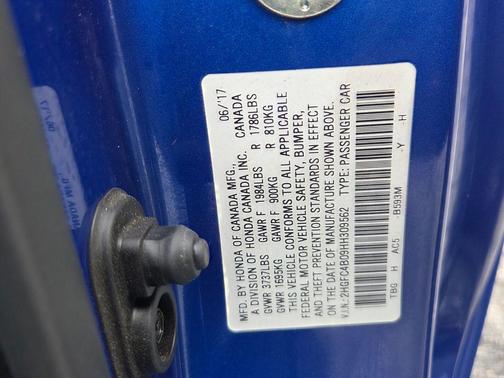 MFD. BY HONDA OF CANADA MFG., 06/'17
A DIVISION OF HONDA CANADA INC. CANADA
GVWR 3737LBS GAWR F 1984LBS R 1786LBS
GVWR 1695KG GAWR F 900KG R 810KG
THIS VEHICLE CONFORMS TO ALL APPLICABLE
FEDERAL MOTOR VEHICLE SAFETY, BUMPER,
AND THEFT PREVENTION STANDARDS IN EFFECT
ON THE DATE OF MANUFACTURE SHOWN ABOVE.
V.I.N.: 2HGFC4B09HH309562 TYPE: PASSENGER CAR
TBG H AC5 -B593M -Y H